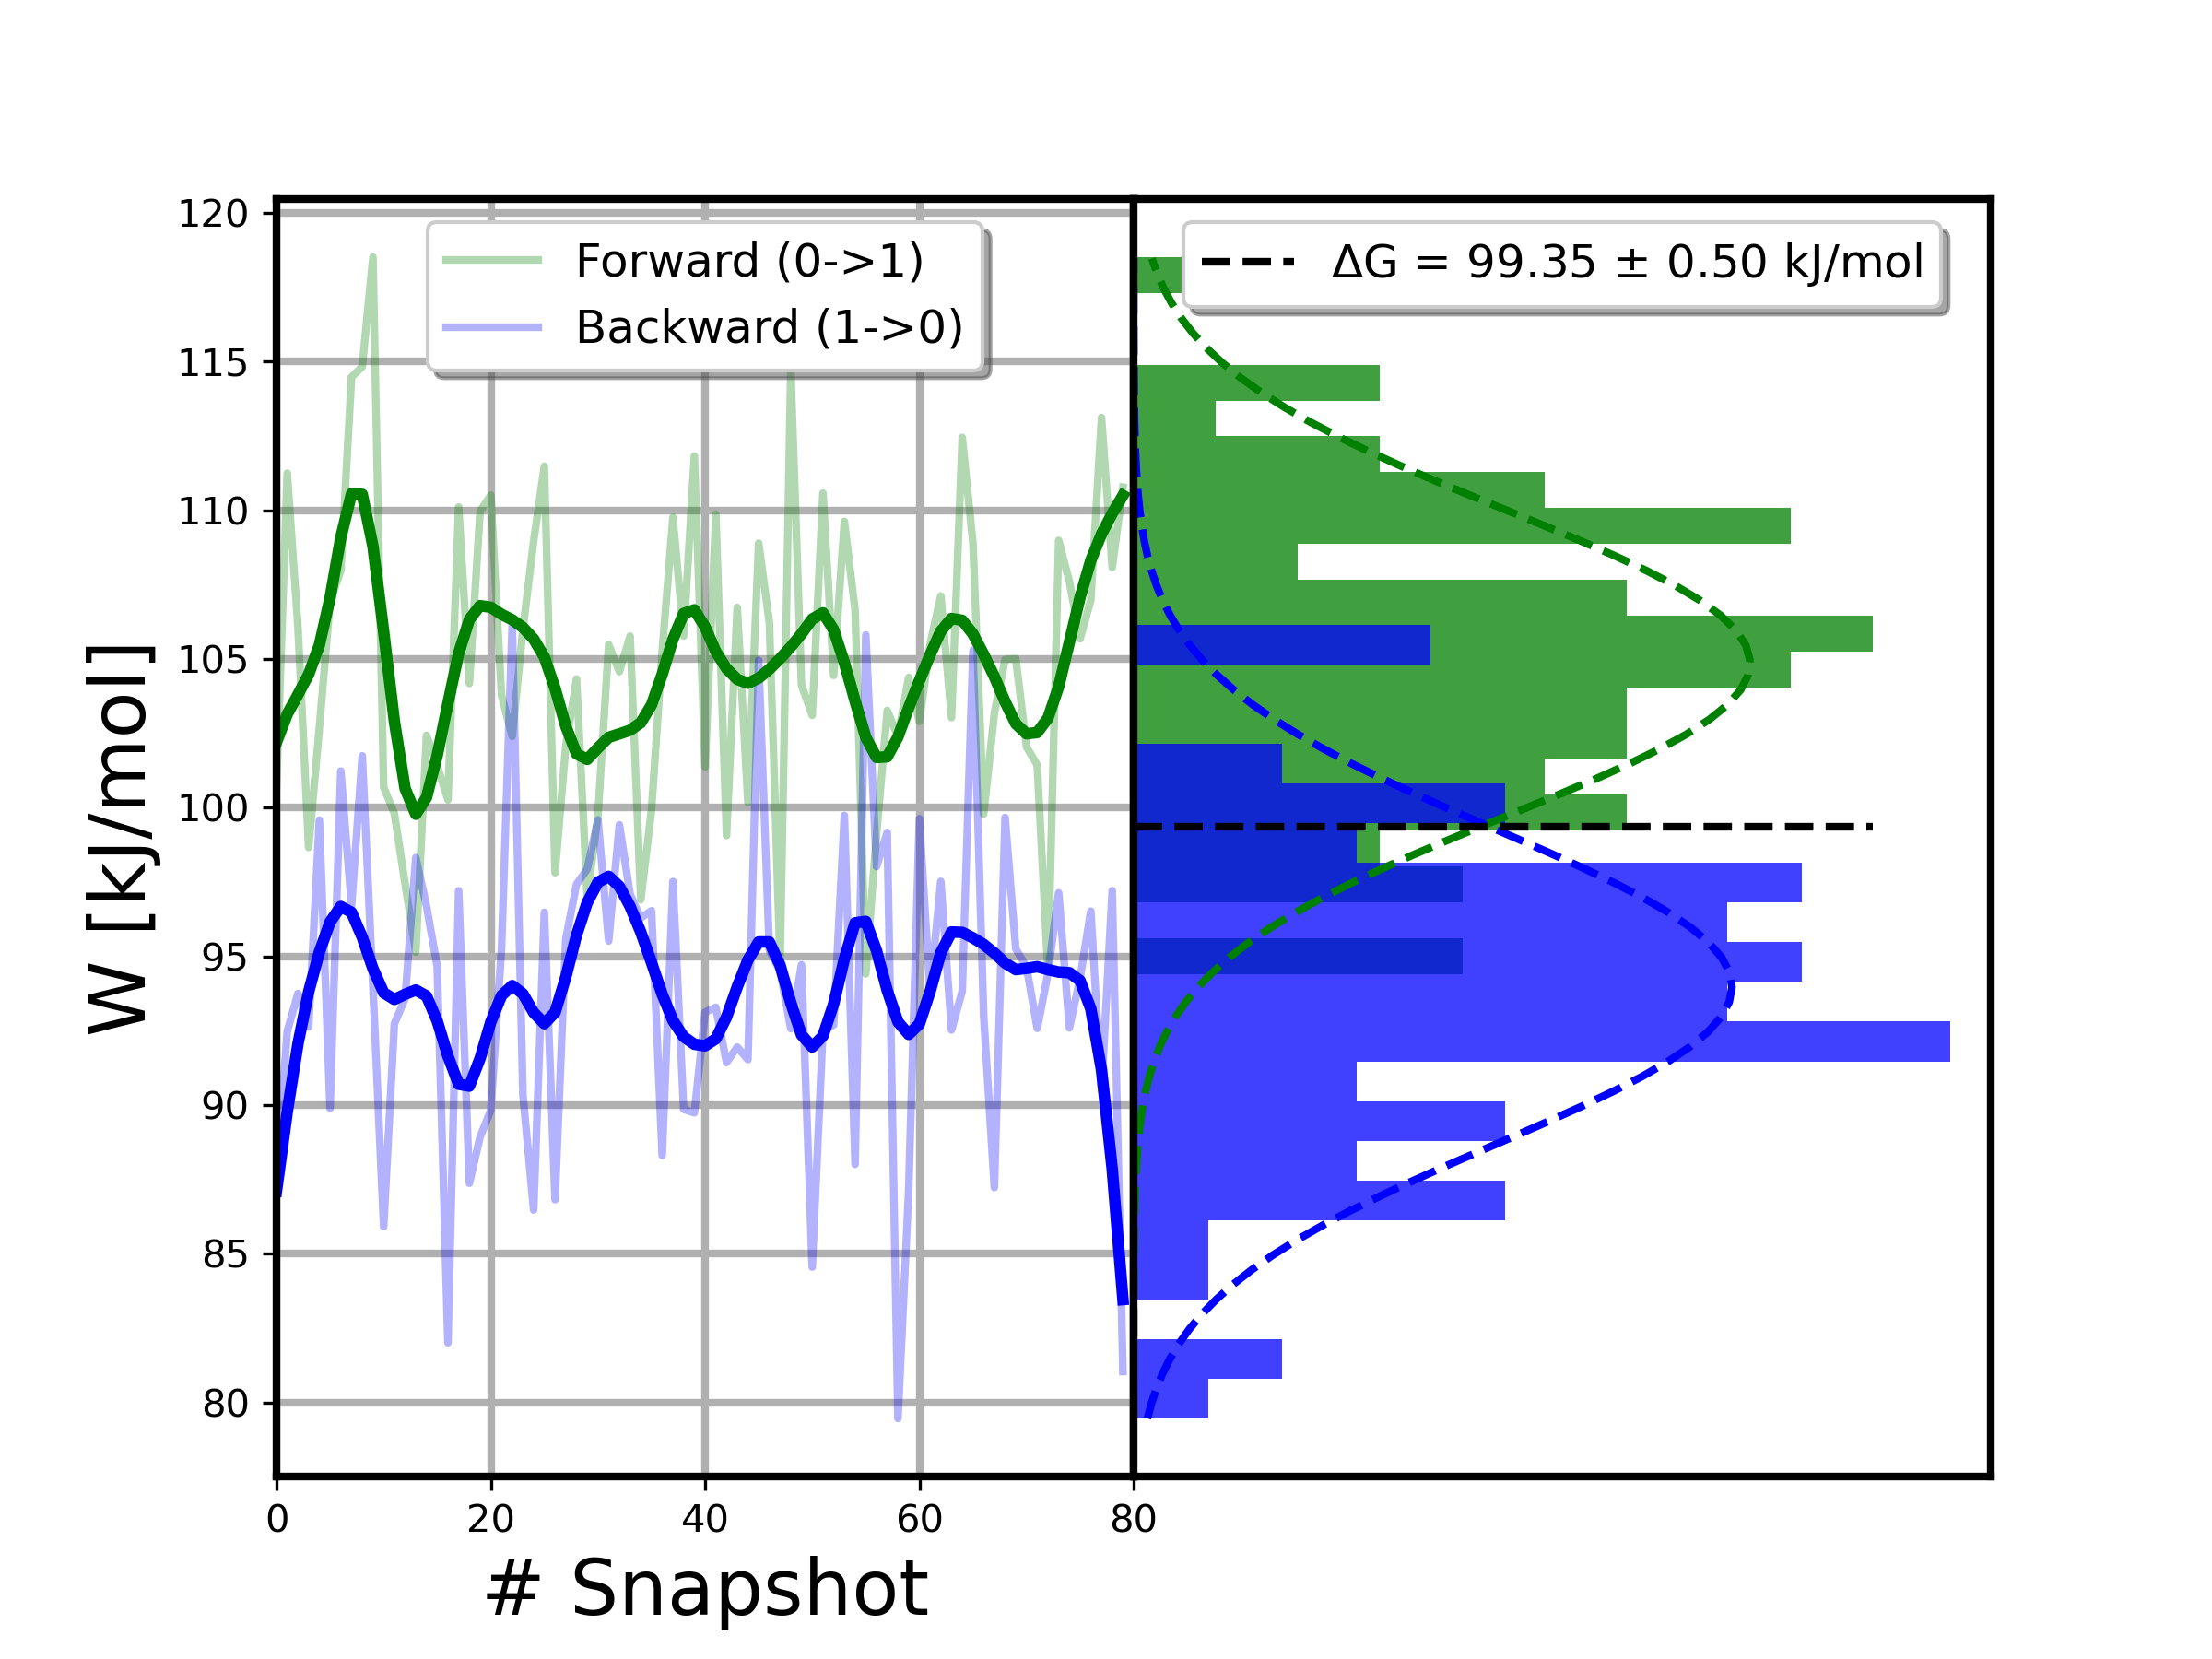 120
115
110
105
100
95
90
85
80
W [kJ/mol]
Forward (0->1)
Backward (1->0)
ΔG = 99.35 ± 0.50 kJ/mol
0 20 40 60 80
# Snapshot